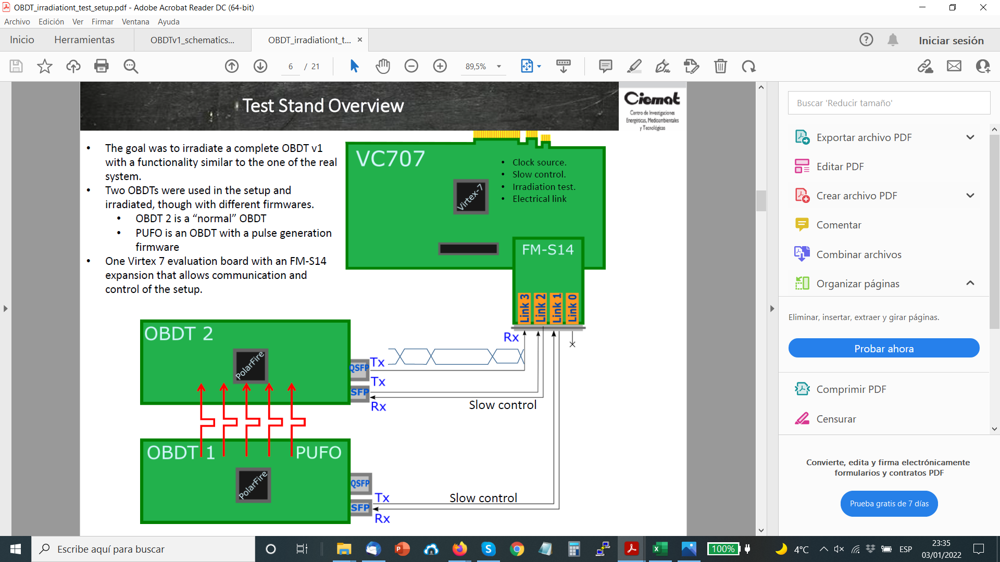 OBDT_irradiationt_test_setup.pdf - Adobe Acrobat Reader DC (64-bit)
Archivo Edición Ver Firmar Ventana Ayuda
Inicio Herramientas OBDTv1_schematics... OBDT_irradiationt_t... Iniciar sesión
6 / 21 89,5%
Test Stand Overview
Ciemat
Centro de Investigaciones
Energéticas, Medioambientales
y Tecnológicas
• The goal was to irradiate a complete OBDT v1
with a functionality similar to the one of the real
system.
• Two OBDTs were used in the setup and
irradiated, though with different firmwares.
• OBDT 2 is a “normal” OBDT
• PUFO is an OBDT with a pulse generation
firmware
• One Virtex 7 evaluation board with an FM-S14
expansion that allows communication and
control of the setup.
VC707
• Clock source.
• Slow control.
• Irradiation test.
• Electrical link
Virtex-7
FM-S14
Link 3
Link 2
Link 1
Link 0
Rx
OBDT 2
PolarFire
QSFP
Tx
Tx
SFP
Rx
Slow control
OBDT 1 PUFO
PolarFire
QSFP
Tx
Slow control
SFP
Rx
Buscar 'Reducir tamaño'
Exportar archivo PDF
Editar PDF
Crear archivo PDF
Comentar
Combinar archivos
Organizar páginas
Eliminar, insertar, extraer y girar páginas.
Probar ahora
Comprimir PDF
Censurar
Convierte, edita y firma electrónicamente
formularios y contratos PDF
Prueba gratis de 7 días
Escribe aquí para buscar
100%
4°C
ESP
23:35
03/01/2022